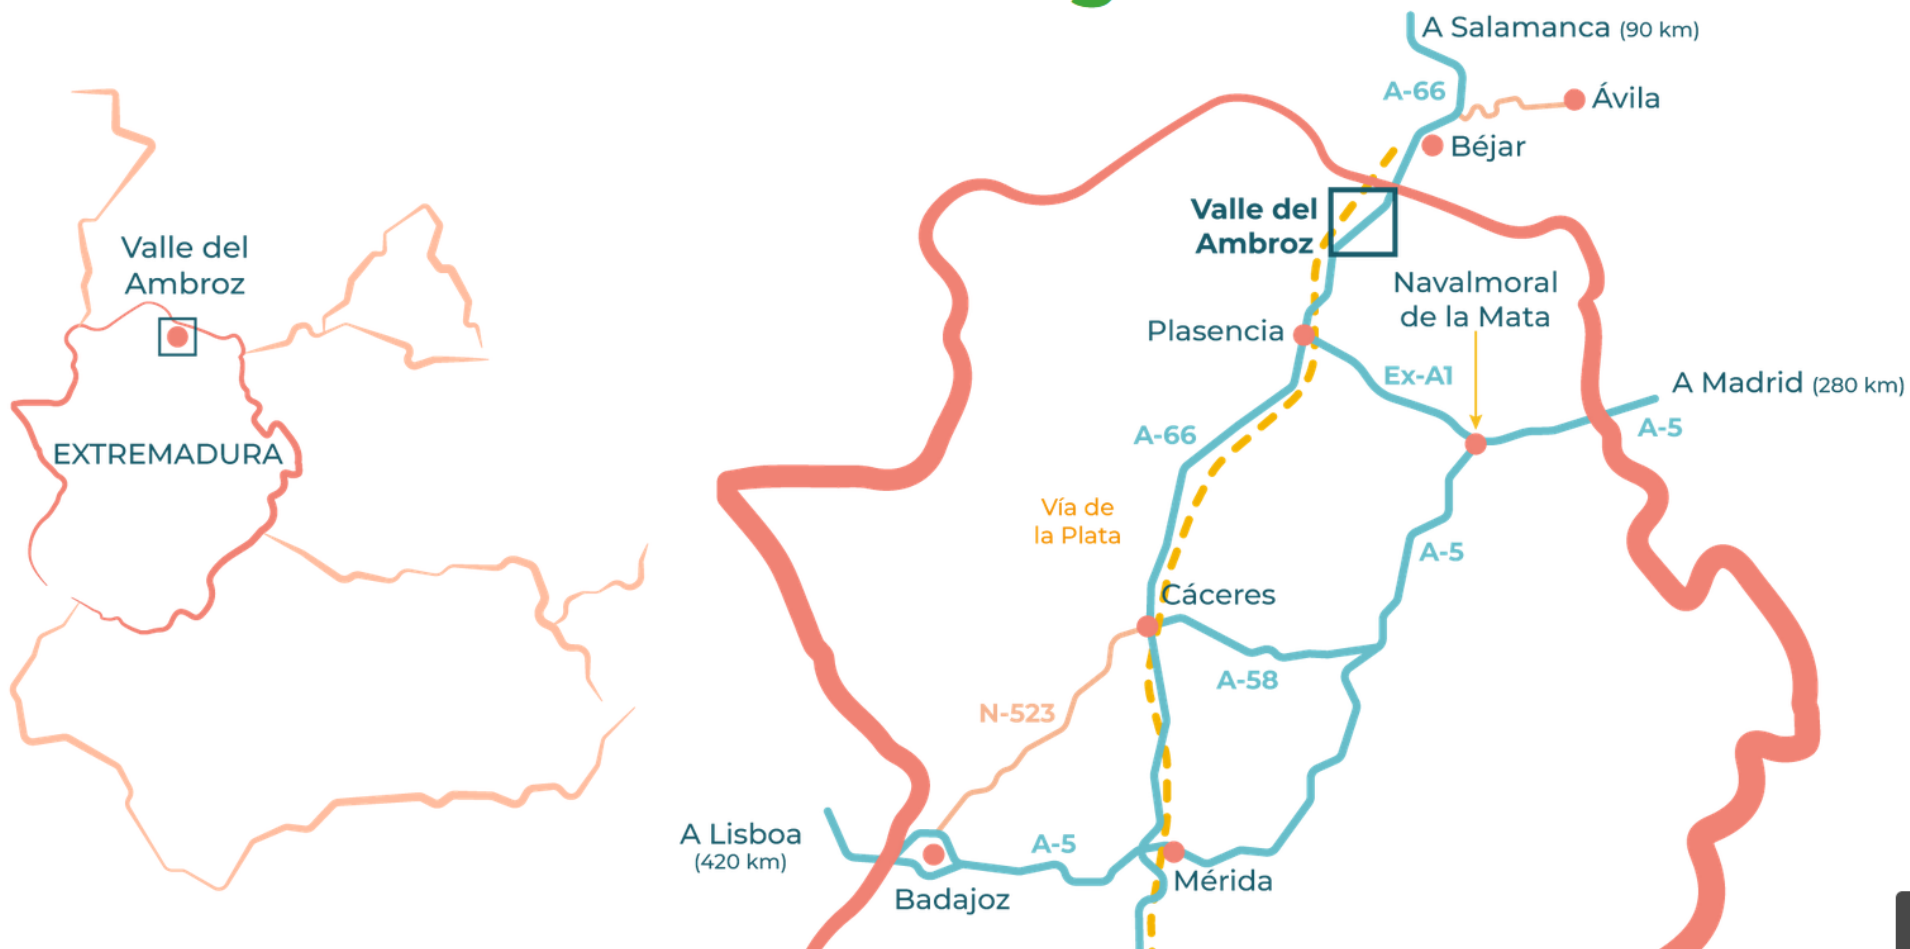 Valle del
Ambroz
EXTREMADURA
A Salamanca (90 km)
A-66
Ávila
Béjar
Valle del
Ambroz
Navalmoral
de la Mata
Plasencia
Ex-A1
A Madrid (280 km)
A-5
A-66
Vía de
la Plata
A-5
Cáceres
A-58
N-523
A Lisboa
(420 km)
A-5
Badajoz
Mérida